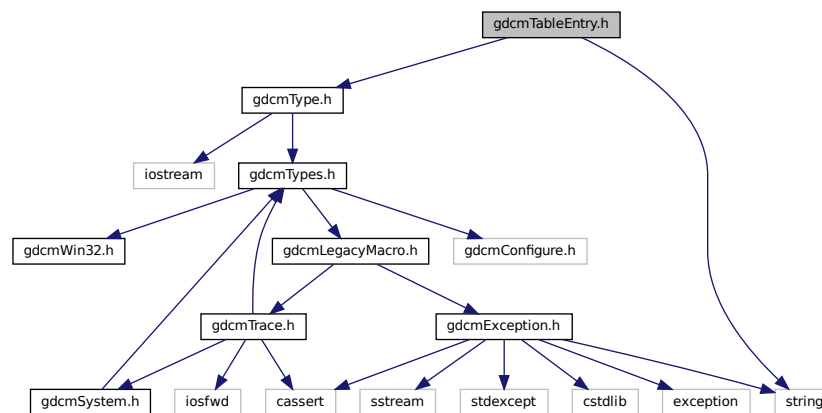 gdcmTableEntry.h
gdcmType.h
iostream
gdcmTypes.h
gdcmWin32.h
gdcmLegacyMacro.h
gdcmConfigure.h
gdcmTrace.h
gdcmException.h
gdcmSystem.h
iosfwd
cassert
sstream
stdexcept
cstdlib
exception
string